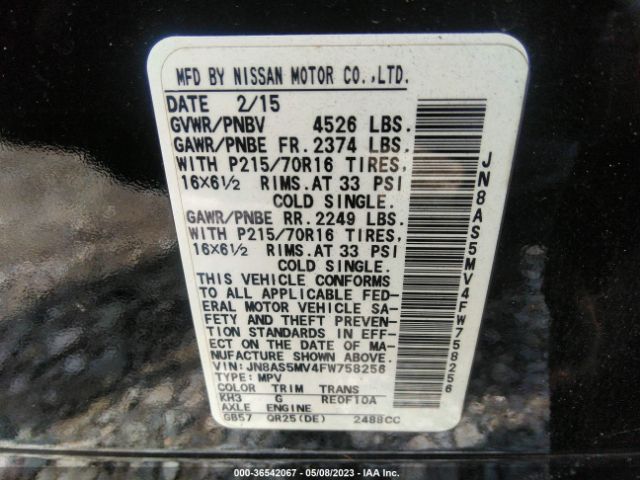 MFD BY NISSAN MOTOR CO.,LTD.
DATE 2/15
GVWR/PNBV 4526 LBS.
GAWR/PNBE FR. 2374 LBS.
WITH P215/70R16 TIRES,
16×6½ RIMS. AT 33 PSI
COLD SINGLE.
GAWR/PNBE RR. 2249 LBS.
WITH P215/70R16 TIRES,
16×6½ RIMS. AT 33 PSI
COLD SINGLE.
THIS VEHICLE CONFORMS
TO ALL APPLICABLE FED-
ERAL MOTOR VEHICLE SA-
FETY AND THEFT PREVEN-
TION STANDARDS IN EFF-
ECT ON THE DATE OF MA-
NUFACTURE SHOWN ABOVE.
VIN:JN8AS5MV4FW758256
TYPE:MPV
COLOR TRIM TRANS
KH3 G RE0F10A
AXLE ENGINE
GB57 QR25(DE) 2488CC
JN8AS5MV4FW758256
000-36542067 - 05/08/2023 - IAA Inc.